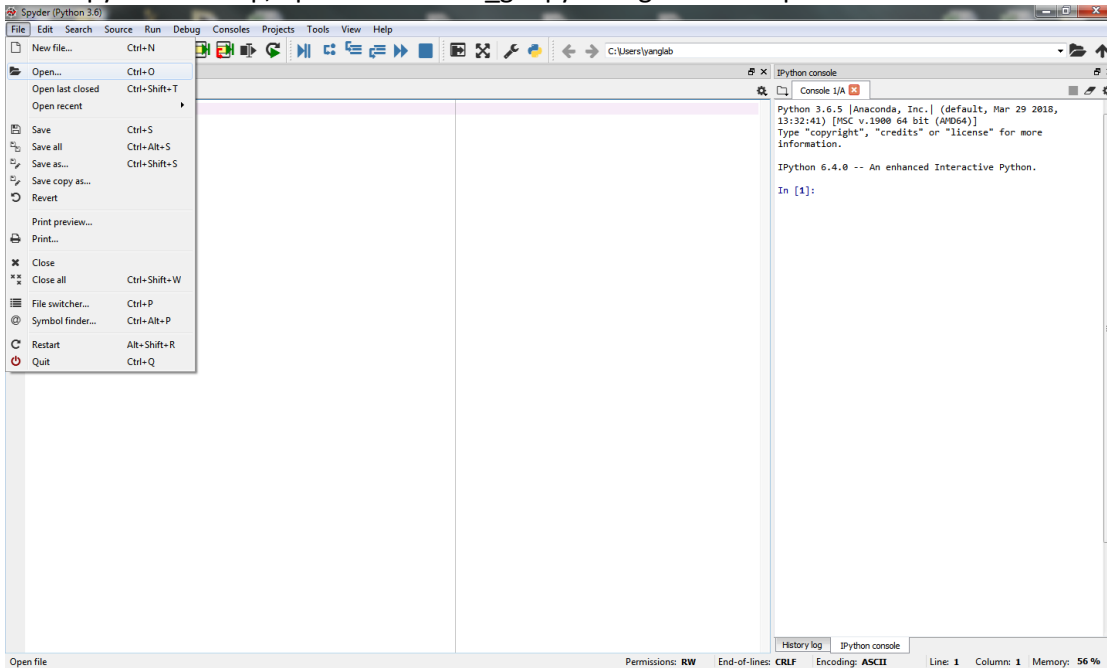 Spyder (Python 3.6)
File Edit Search Source Run Debug Consoles Projects Tools View Help
New file... Ctrl+N
C:\Users\yanglab
Open... Ctrl+O
IPython console
Open last closed Ctrl+Shift+T
Console 1/A
Open recent
Save Ctrl+S
Save all Ctrl+Alt+S
Save as... Ctrl+Shift+S
Save copy as...
Revert
Print preview...
Print...
Close
Close all Ctrl+Shift+W
File switcher... Ctrl+P
Symbol finder... Ctrl+Alt+P
Restart Alt+Shift+R
Quit Ctrl+Q
Python 3.6.5 |Anaconda, Inc.| (default, Mar 29 2018,
13:32:41) [MSC v.1900 64 bit (AMD64)]
Type "copyright", "credits" or "license" for more
information.
IPython 6.4.0 -- An enhanced Interactive Python.
In [1]:
History log IPython console
Open file Permissions: RW End-of-lines: CRLF Encoding: ASCII Line: 1 Column: 1 Memory: 56 %